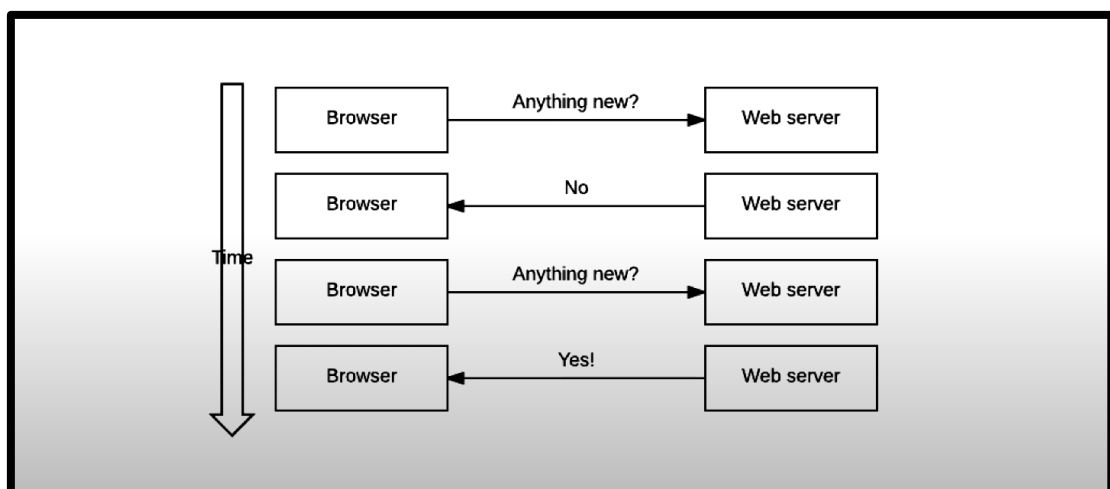 Anything new?
Browser
Web server
No
Browser
Web server
Time
Anything new?
Browser
Web server
Yes!
Browser
Web server